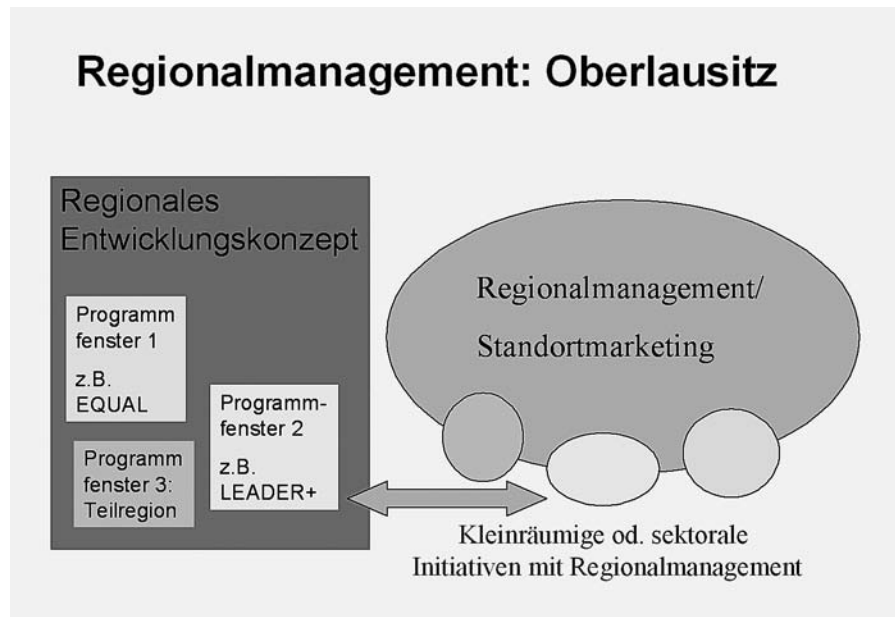 Regionalmanagement: Oberlausitz
Regionales
Entwicklungskonzept
Programm
fenster 1
z.B.
EQUAL
Programm-
fenster 2
z.B.
LEADER+
Programm
fenster 3:
Teilregion
Regionalmanagement/
Standortmarketing
Kleinräumige od. sektorale
Initiativen mit Regionalmanagement